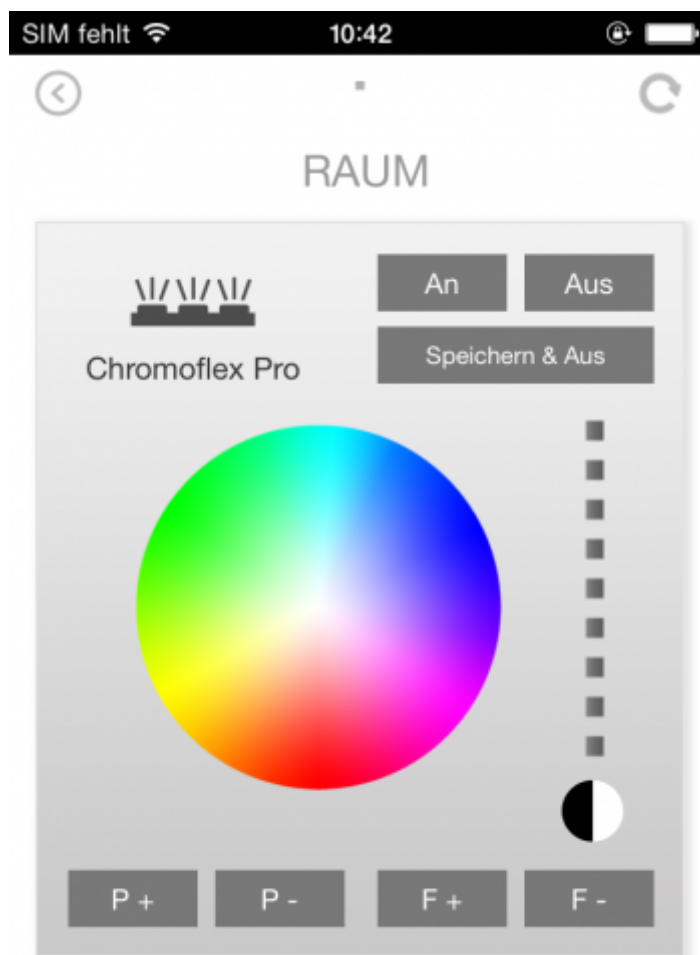 SIM fehlt 10:42
RAUM
An Aus
Speichern & Aus
Chromoflex Pro
P + P - F + F -